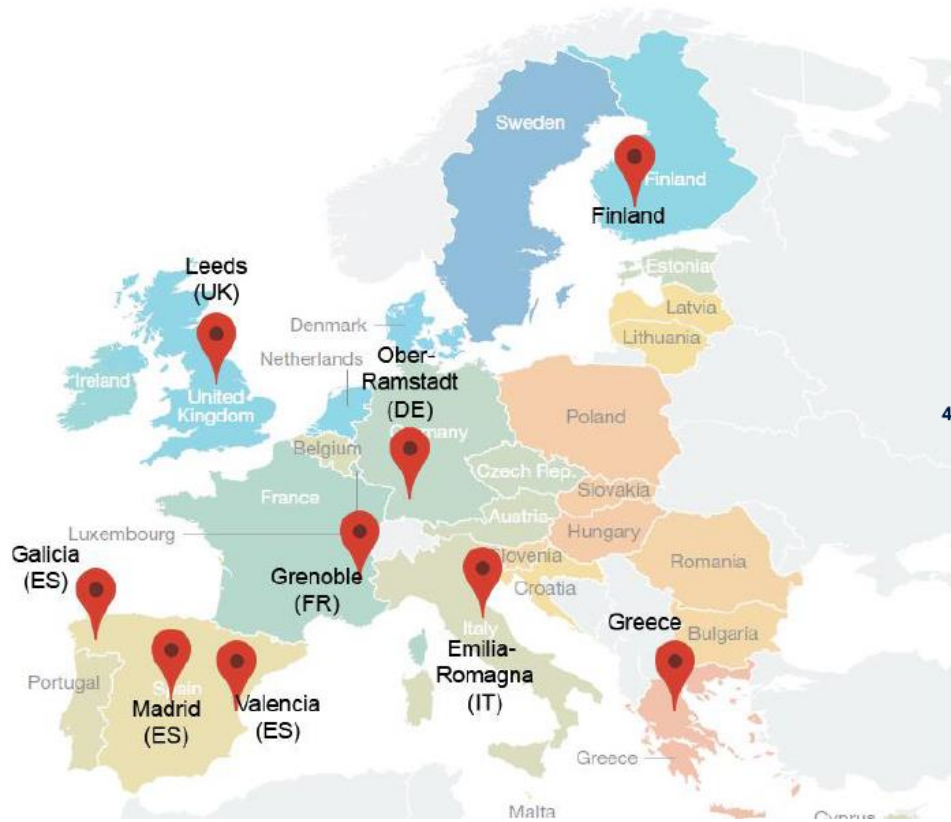 Sweden
Finland
Finland
Estonia
Leeds
(UK)
Latvia
Denmark
Lithuania
Netherlands
Ober-
Ramstadt
(DE)
Ireland
United
Kingdom
Poland
4
Germany
Belgium
Czech Rep.
France
Slovakia
Austria
Luxembourg
Hungary
Galicia
(ES)
Slovenia
Romania
Grenoble
(FR)
Croatia
Greece
Italy
Bulgaria
Emilia-
Romagna
(IT)
Portugal
Spain
Madrid
(ES)
Valencia
(ES)
Greece
Malta
Cyprus